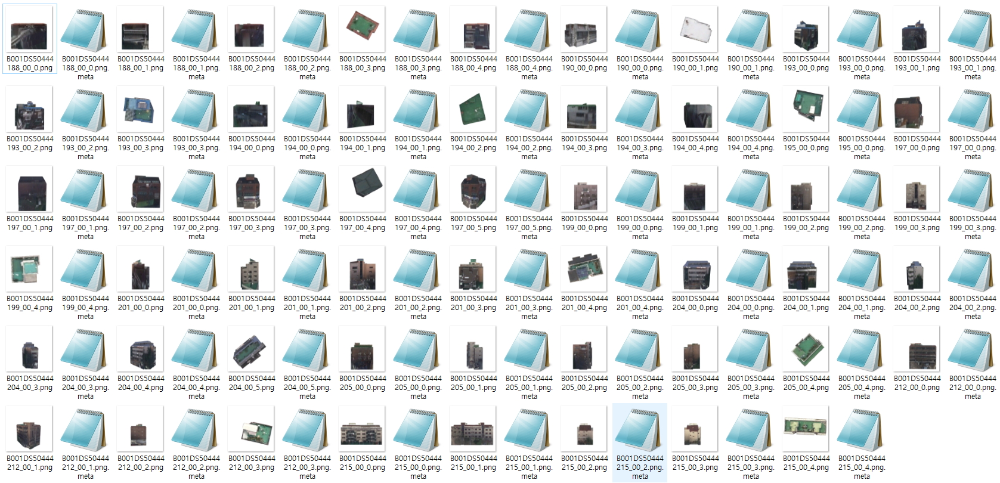 B001DS50444
188_00_0.png
B001DS50444
188_00_0.png.
meta
B001DS50444
188_00_1.png
B001DS50444
188_00_1.png.
meta
B001DS50444
188_00_2.png
B001DS50444
188_00_2.png.
meta
B001DS50444
188_00_3.png
B001DS50444
188_00_3.png.
meta
B001DS50444
188_00_4.png
B001DS50444
188_00_4.png.
meta
B001DS50444
190_00_0.png
B001DS50444
190_00_0.png.
meta
B001DS50444
190_00_1.png
B001DS50444
190_00_1.png.
meta
B001DS50444
193_00_0.png
B001DS50444
193_00_0.png.
meta
B001DS50444
193_00_1.png
B001DS50444
193_00_1.png.
meta
B001DS50444
193_00_2.png
B001DS50444
193_00_2.png.
meta
B001DS50444
193_00_3.png
B001DS50444
193_00_3.png.
meta
B001DS50444
194_00_0.png
B001DS50444
194_00_0.png.
meta
B001DS50444
194_00_1.png
B001DS50444
194_00_1.png.
meta
B001DS50444
194_00_2.png
B001DS50444
194_00_2.png.
meta
B001DS50444
194_00_3.png
B001DS50444
194_00_3.png.
meta
B001DS50444
194_00_4.png
B001DS50444
194_00_4.png.
meta
B001DS50444
195_00_0.png
B001DS50444
195_00_0.png.
meta
B001DS50444
197_00_0.png
B001DS50444
197_00_0.png.
meta
B001DS50444
197_00_1.png
B001DS50444
197_00_1.png.
meta
B001DS50444
197_00_2.png
B001DS50444
197_00_2.png.
meta
B001DS50444
197_00_3.png
B001DS50444
197_00_3.png.
meta
B001DS50444
197_00_4.png
B001DS50444
197_00_4.png.
meta
B001DS50444
197_00_5.png
B001DS50444
197_00_5.png.
meta
B001DS50444
199_00_0.png
B001DS50444
199_00_0.png.
meta
B001DS50444
199_00_1.png
B001DS50444
199_00_1.png.
meta
B001DS50444
199_00_2.png
B001DS50444
199_00_2.png.
meta
B001DS50444
199_00_3.png
B001DS50444
199_00_3.png.
meta
B001DS50444
199_00_4.png
B001DS50444
199_00_4.png.
meta
B001DS50444
201_00_0.png
B001DS50444
201_00_0.png.
meta
B001DS50444
201_00_1.png
B001DS50444
201_00_1.png.
meta
B001DS50444
201_00_2.png
B001DS50444
201_00_2.png.
meta
B001DS50444
201_00_3.png
B001DS50444
201_00_3.png.
meta
B001DS50444
201_00_4.png
B001DS50444
201_00_4.png.
meta
B001DS50444
204_00_0.png
B001DS50444
204_00_0.png.
meta
B001DS50444
204_00_1.png
B001DS50444
204_00_1.png.
meta
B001DS50444
204_00_2.png
B001DS50444
204_00_2.png.
meta
B001DS50444
204_00_3.png
B001DS50444
204_00_3.png.
meta
B001DS50444
204_00_4.png
B001DS50444
204_00_4.png.
meta
B001DS50444
204_00_5.png
B001DS50444
204_00_5.png.
meta
B001DS50444
205_00_0.png
B001DS50444
205_00_0.png.
meta
B001DS50444
205_00_1.png
B001DS50444
205_00_1.png.
meta
B001DS50444
205_00_2.png
B001DS50444
205_00_2.png.
meta
B001DS50444
205_00_3.png
B001DS50444
205_00_3.png.
meta
B001DS50444
205_00_4.png
B001DS50444
205_00_4.png.
meta
B001DS50444
212_00_0.png
B001DS50444
212_00_0.png.
meta
B001DS50444
212_00_1.png
B001DS50444
212_00_1.png.
meta
B001DS50444
212_00_2.png
B001DS50444
212_00_2.png.
meta
B001DS50444
212_00_3.png
B001DS50444
212_00_3.png.
meta
B001DS50444
215_00_0.png
B001DS50444
215_00_0.png.
meta
B001DS50444
215_00_1.png
B001DS50444
215_00_1.png.
meta
B001DS50444
215_00_2.png
B001DS50444
215_00_2.png.
meta
B001DS50444
215_00_3.png
B001DS50444
215_00_3.png.
meta
B001DS50444
215_00_4.png
B001DS50444
215_00_4.png.
meta